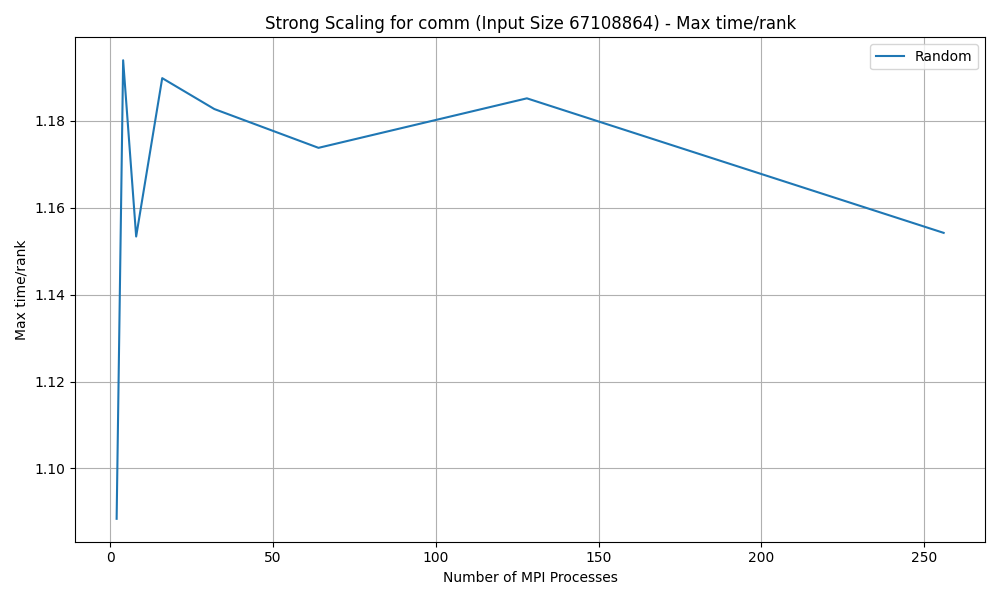 Strong Scaling for comm (Input Size 67108864) - Max time/rank
Random
1.18
1.16
1.14
1.12
1.10
Max time/rank
0 50 100 150 200 250
Number of MPI Processes